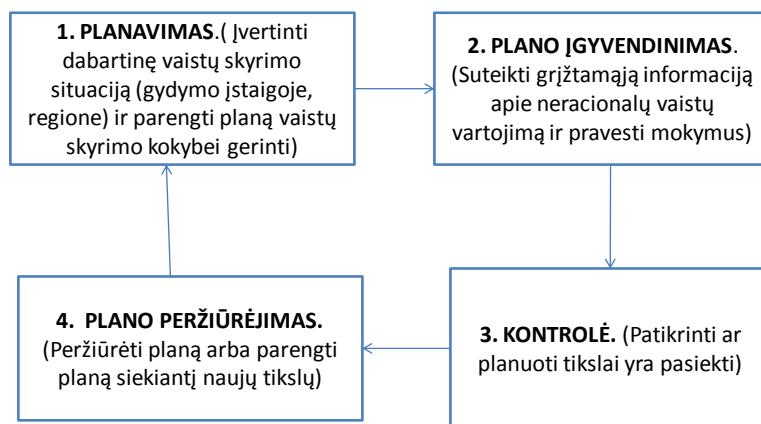 1. PLANAVIMAS.( Įvertinti
dabartinę vaistų skyrimo
situaciją (gydymo įstaigoje,
regione) ir parengti planą vaistų
skyrimo kokybei gerinti)
2. PLANO ĮGYVENDINIMAS.
(Suteikti grįžtamąją informaciją
apie neracionalų vaistų
vartojimą ir pravesti mokymus)
3. KONTROLĖ. (Patikrinti ar
planuoti tikslai yra pasiekti)
4. PLANO PERŽIŪRĖJIMAS.
(Peržiūrėti planą arba parengti
planą siekiantį naujų tikslų)